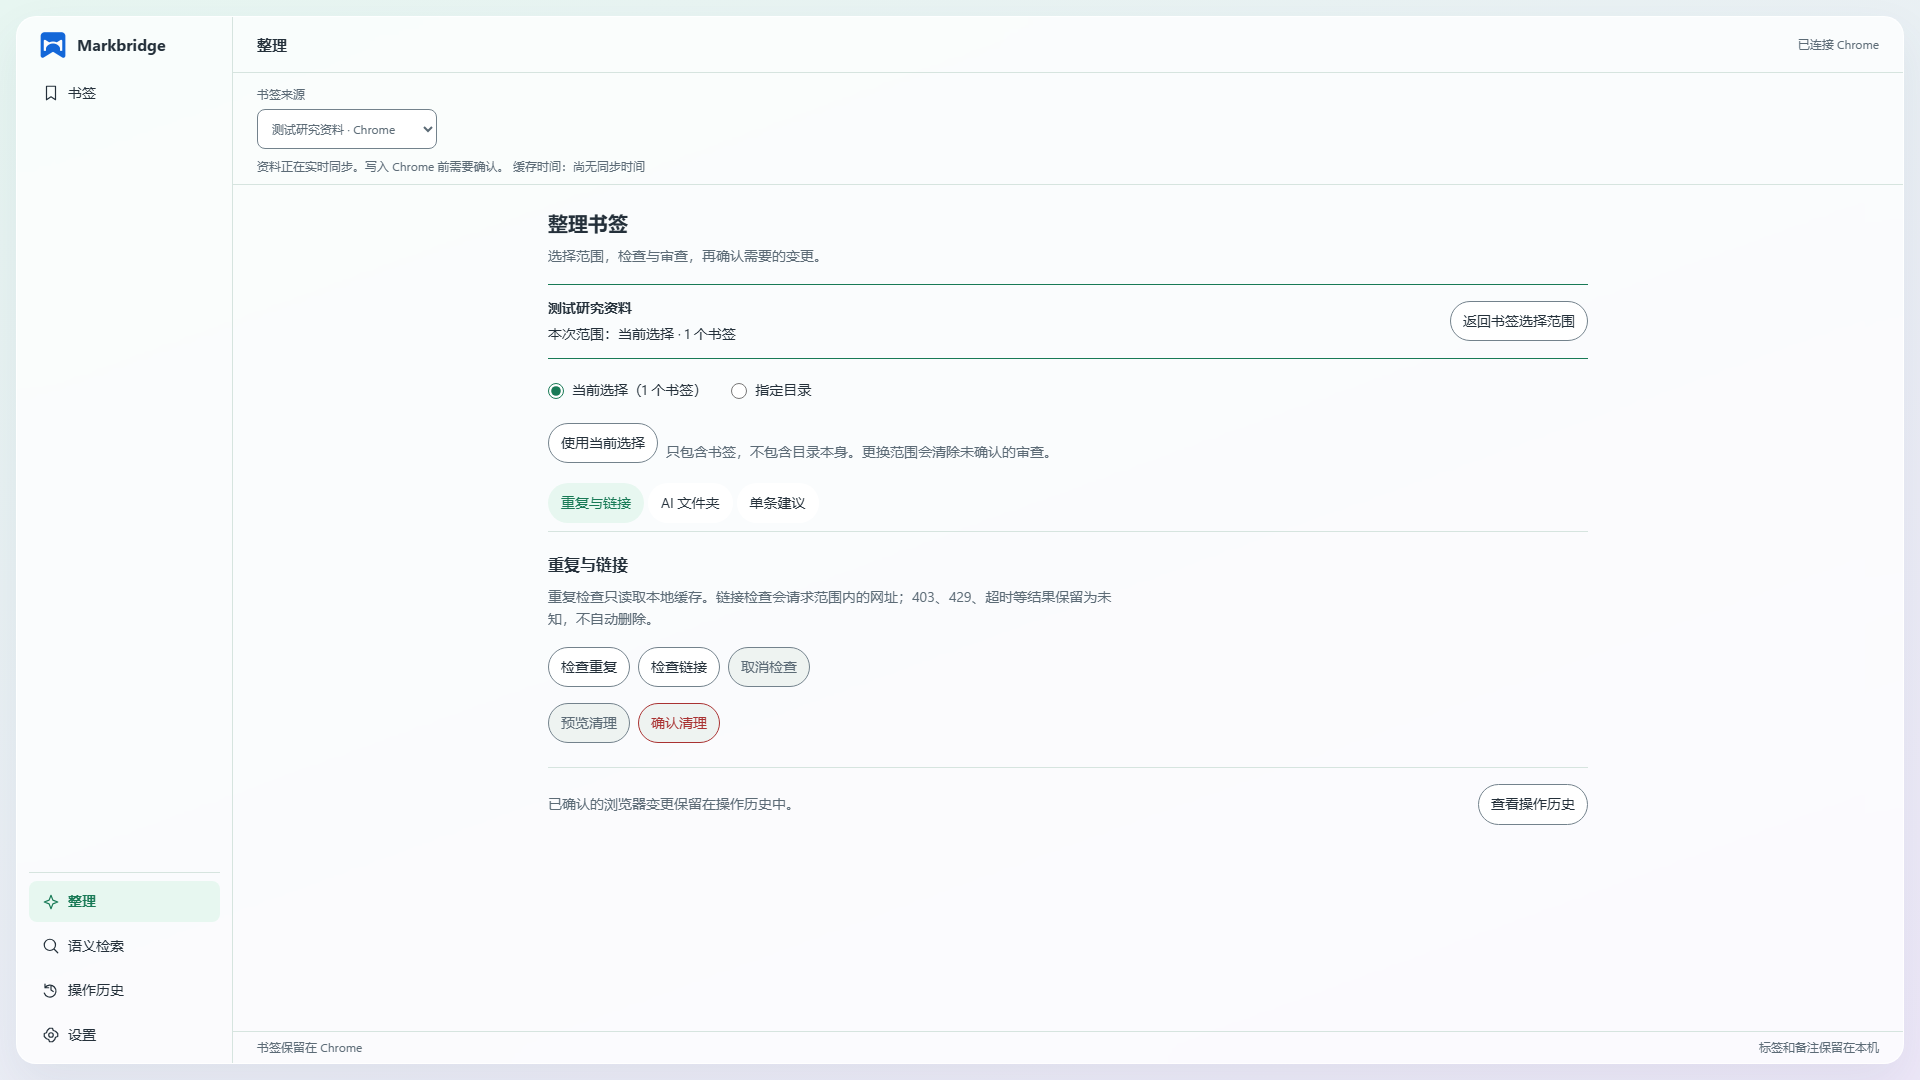 Markbridge
书签
整理
语义检索
操作历史
设置
整理
已连接 Chrome
书签来源
测试研究资料 · Chrome
资料正在实时同步。写入 Chrome 前需要确认。 缓存时间：尚无同步时间
整理书签
选择范围，检查与审查，再确认需要的变更。
测试研究资料
本次范围：当前选择 · 1 个书签
返回书签选择范围
当前选择（1 个书签）
指定目录
使用当前选择
只包含书签，不包含目录本身。更换范围会清除未确认的审查。
重复与链接
AI 文件夹
单条建议
重复与链接
重复检查只读取本地缓存。链接检查会请求范围内的网址；403、429、超时等结果保留为未
知，不自动删除。
检查重复
检查链接
取消检查
预览清理
确认清理
已确认的浏览器变更保留在操作历史中。
查看操作历史
书签保留在 Chrome
标签和备注保留在本机